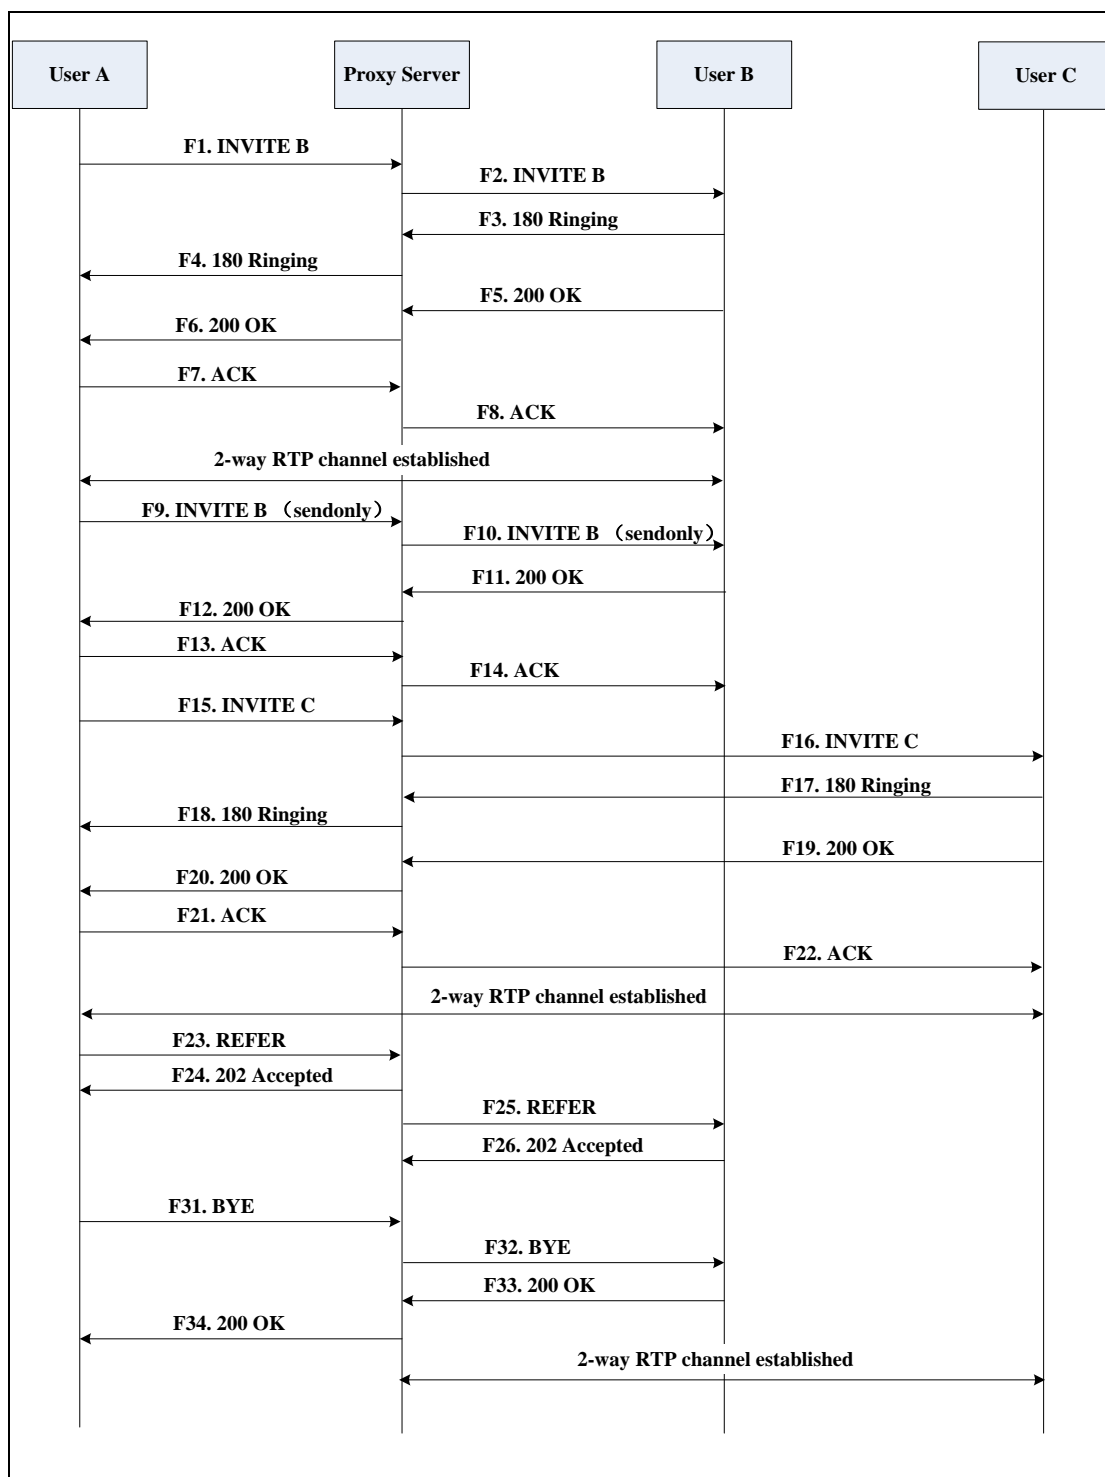 User A
Proxy Server
User B
User C
F1. INVITE B
F2. INVITE B
F3. 180 Ringing
F4. 180 Ringing
F5. 200 OK
F6. 200 OK
F7. ACK
F8. ACK
2-way RTP channel established
F9. INVITE B （sendonly）
F10. INVITE B （sendonly）
F11. 200 OK
F12. 200 OK
F13. ACK
F14. ACK
F15. INVITE C
F16. INVITE C
F17. 180 Ringing
F18. 180 Ringing
F19. 200 OK
F20. 200 OK
F21. ACK
F22. ACK
2-way RTP channel established
F23. REFER
F24. 202 Accepted
F25. REFER
F26. 202 Accepted
F31. BYE
F32. BYE
F33. 200 OK
F34. 200 OK
2-way RTP channel established